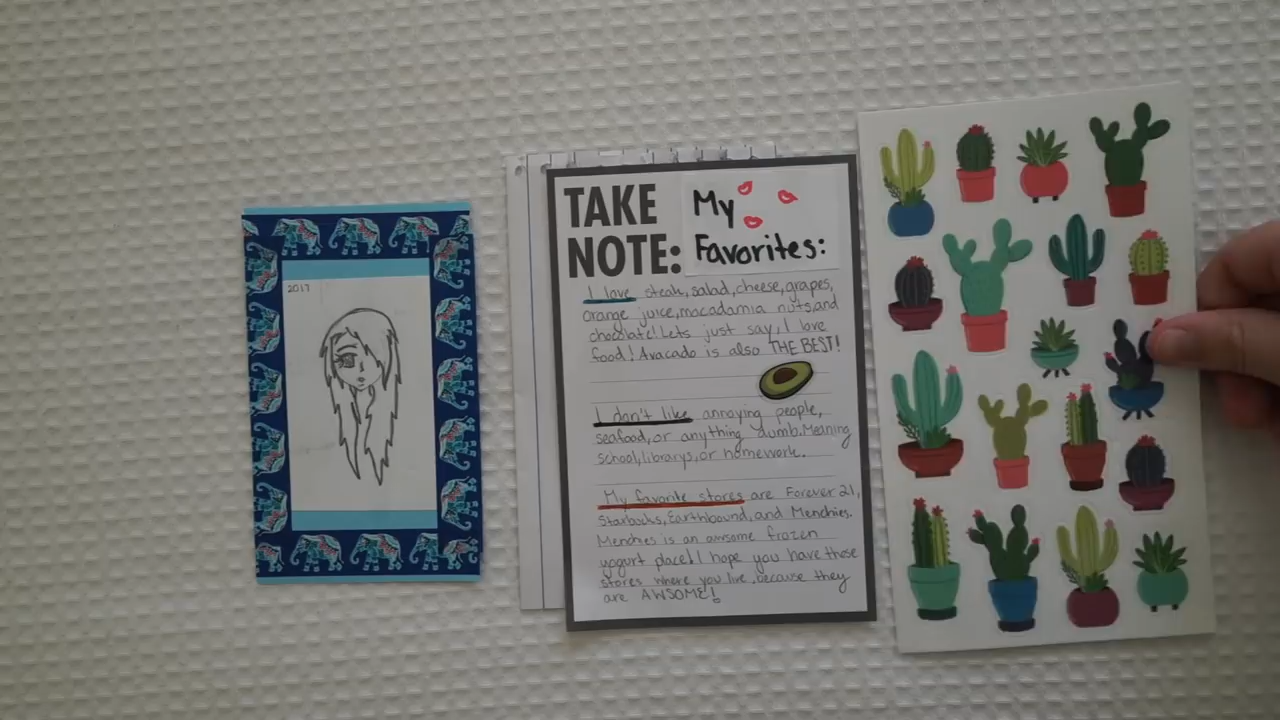 2017
TAKE
NOTE:
My
Favorites:
I love steak, salad, cheese, grapes,
orange juice, macadamia nuts, and
chocolate! Lets just say, I love
food! Avacado is also THE BEST!
I don't like annoying people,
seafood, or anything dumb. Meaning
school, librarys, or homework.
My favorite stores are Forever 21,
Starbucks, Earthbound, and Menchies.
Menchies is an awsome frozen
yogurt place! I hope you have those
stores where you live, because they
are AWSOME!